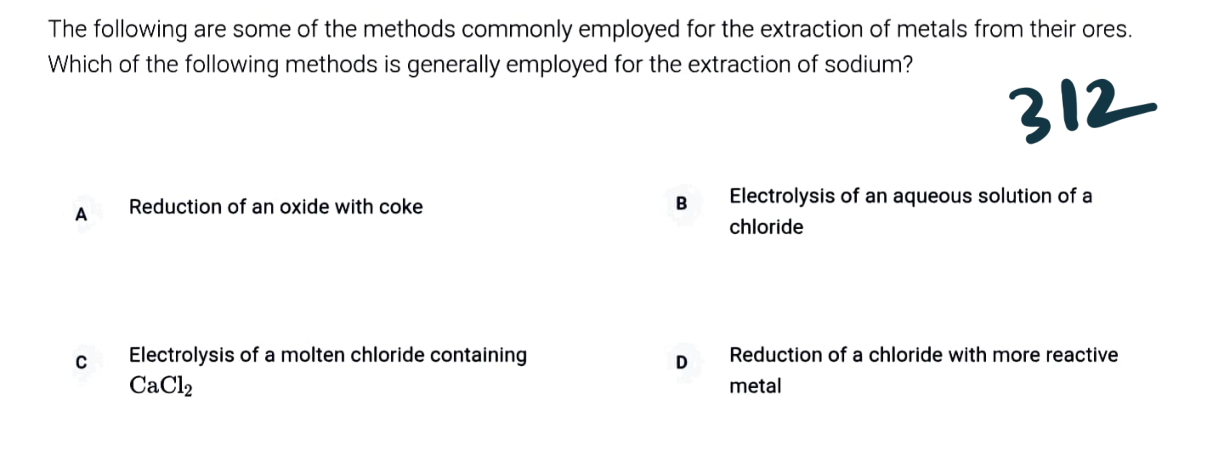 The following are some of the methods commonly employed for the extraction of metals from their ores.
Which of the following methods is generally employed for the extraction of sodium?
312
A Reduction of an oxide with coke
B Electrolysis of an aqueous solution of a
chloride
C Electrolysis of a molten chloride containing
CaCl₂
D Reduction of a chloride with more reactive
metal